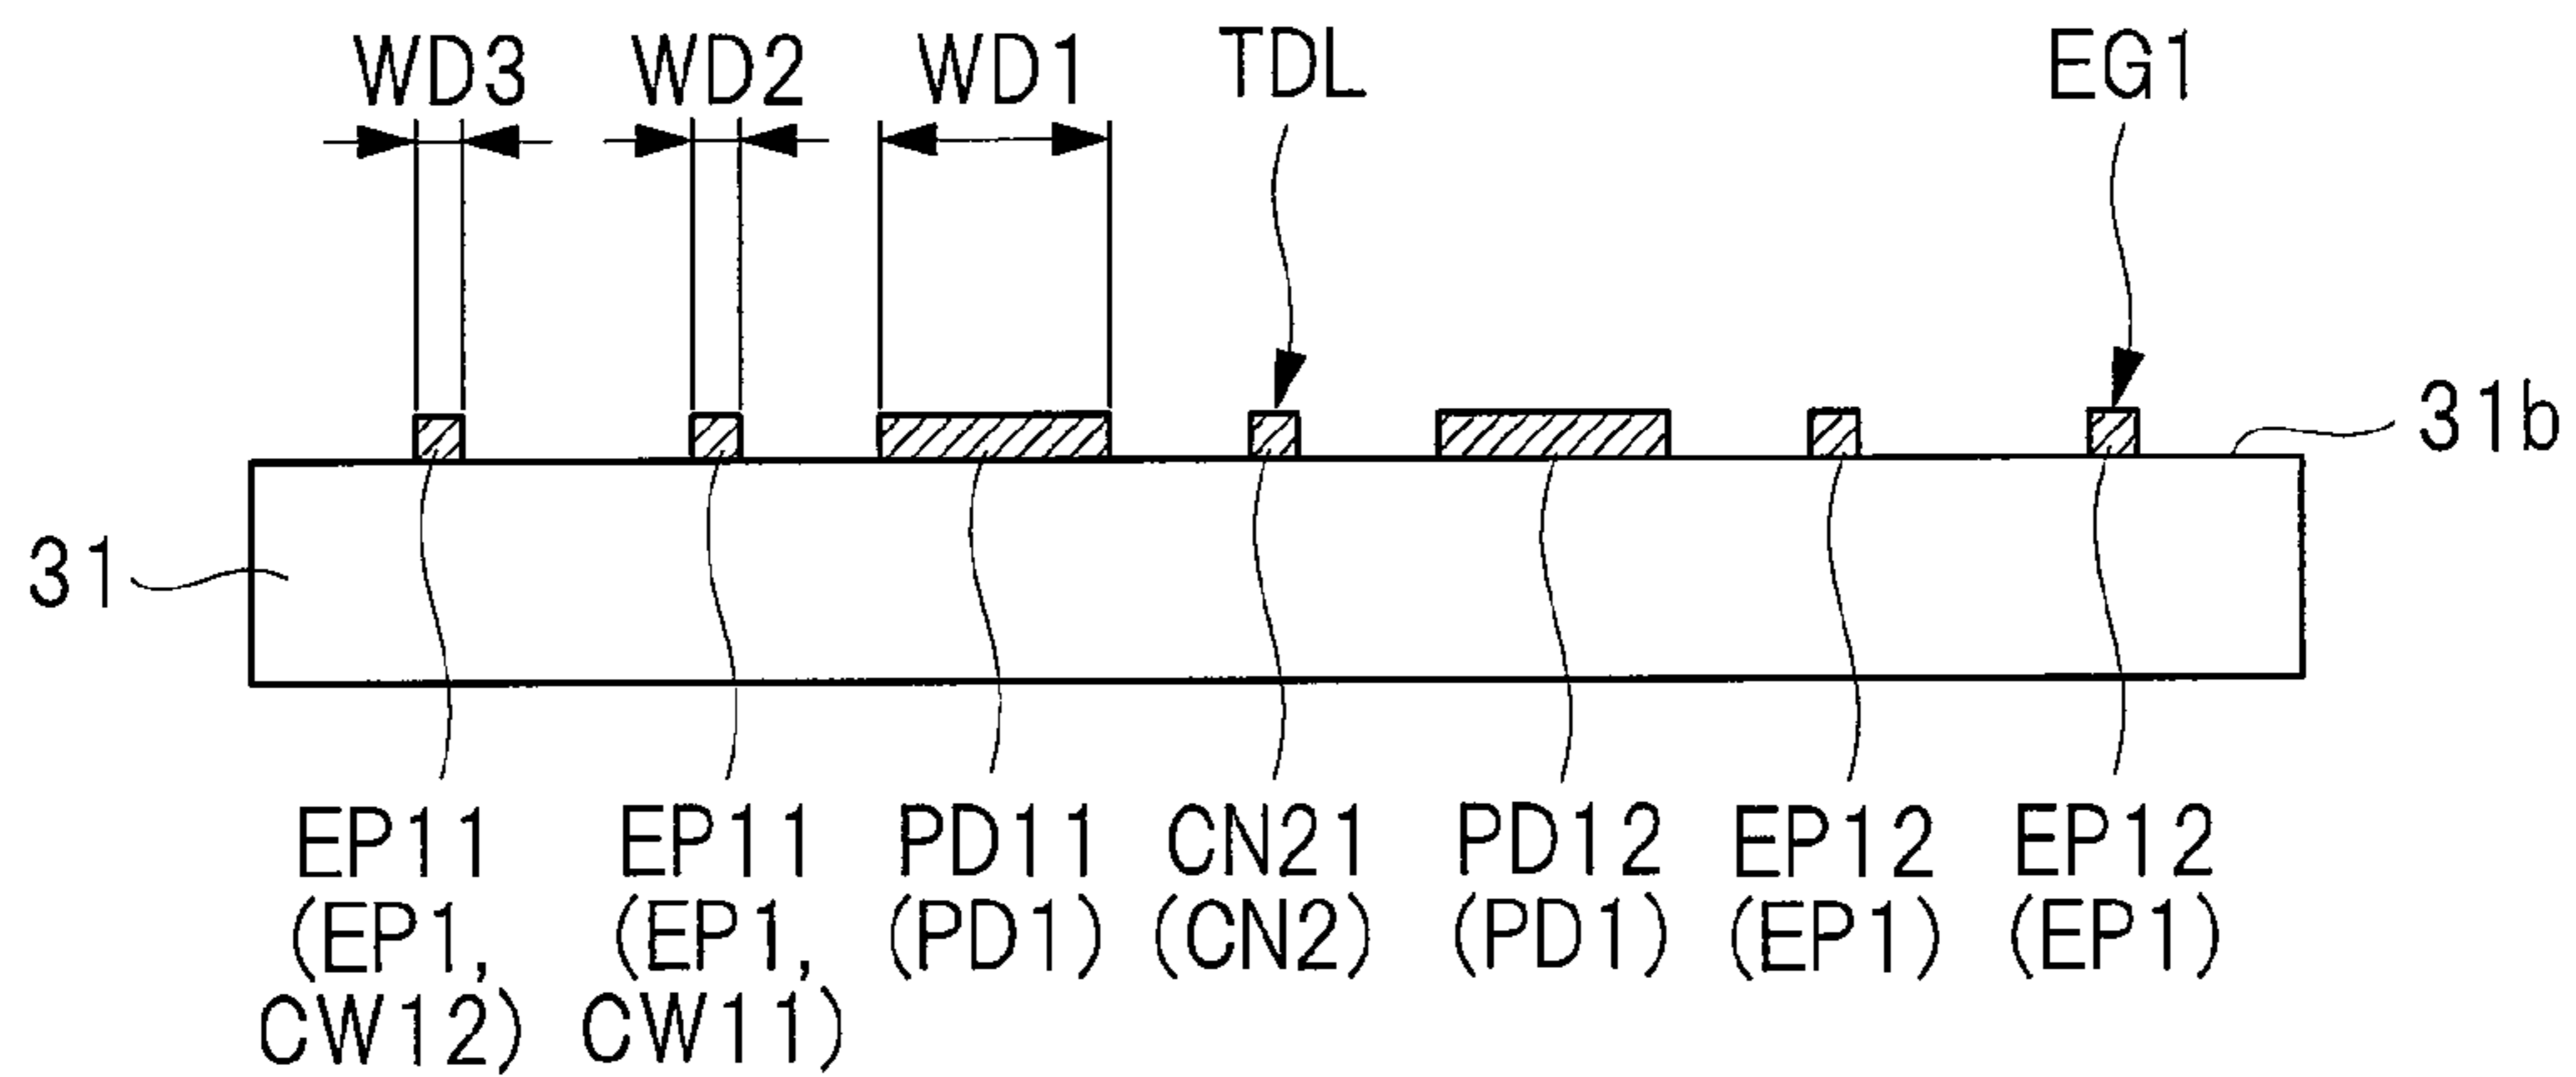 WD3 WD2 WD1 TDL EG1
31b
31
EP11 EP11 PD11 CN21 PD12 EP12 EP12
(EP1, (EP1, (PD1) (CN2) (PD1) (EP1) (EP1)
CW12) CW11)